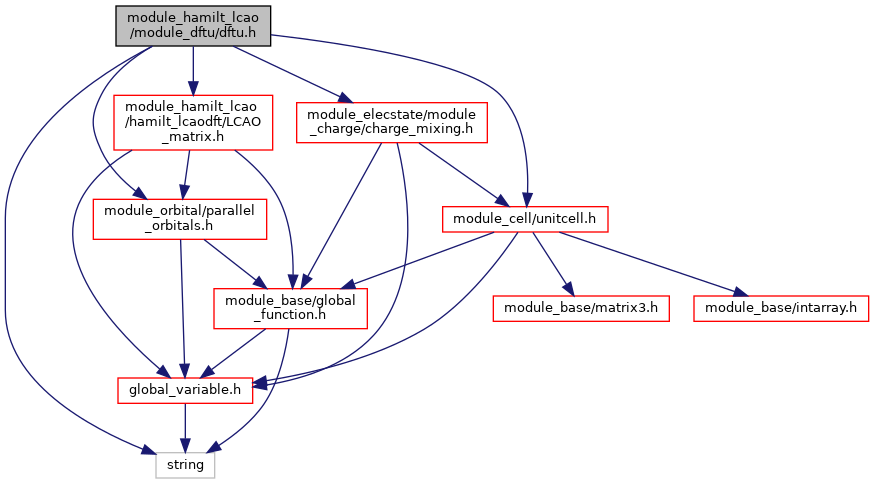 module_hamilt_lcao
/module_dftu/dftu.h
module_hamilt_lcao
/hamilt_lcaodft/LCAO
_matrix.h
module_elecstate/module
_charge/charge_mixing.h
module_orbital/parallel
_orbitals.h
module_cell/unitcell.h
module_base/global
_function.h
module_base/matrix3.h
module_base/intarray.h
global_variable.h
string